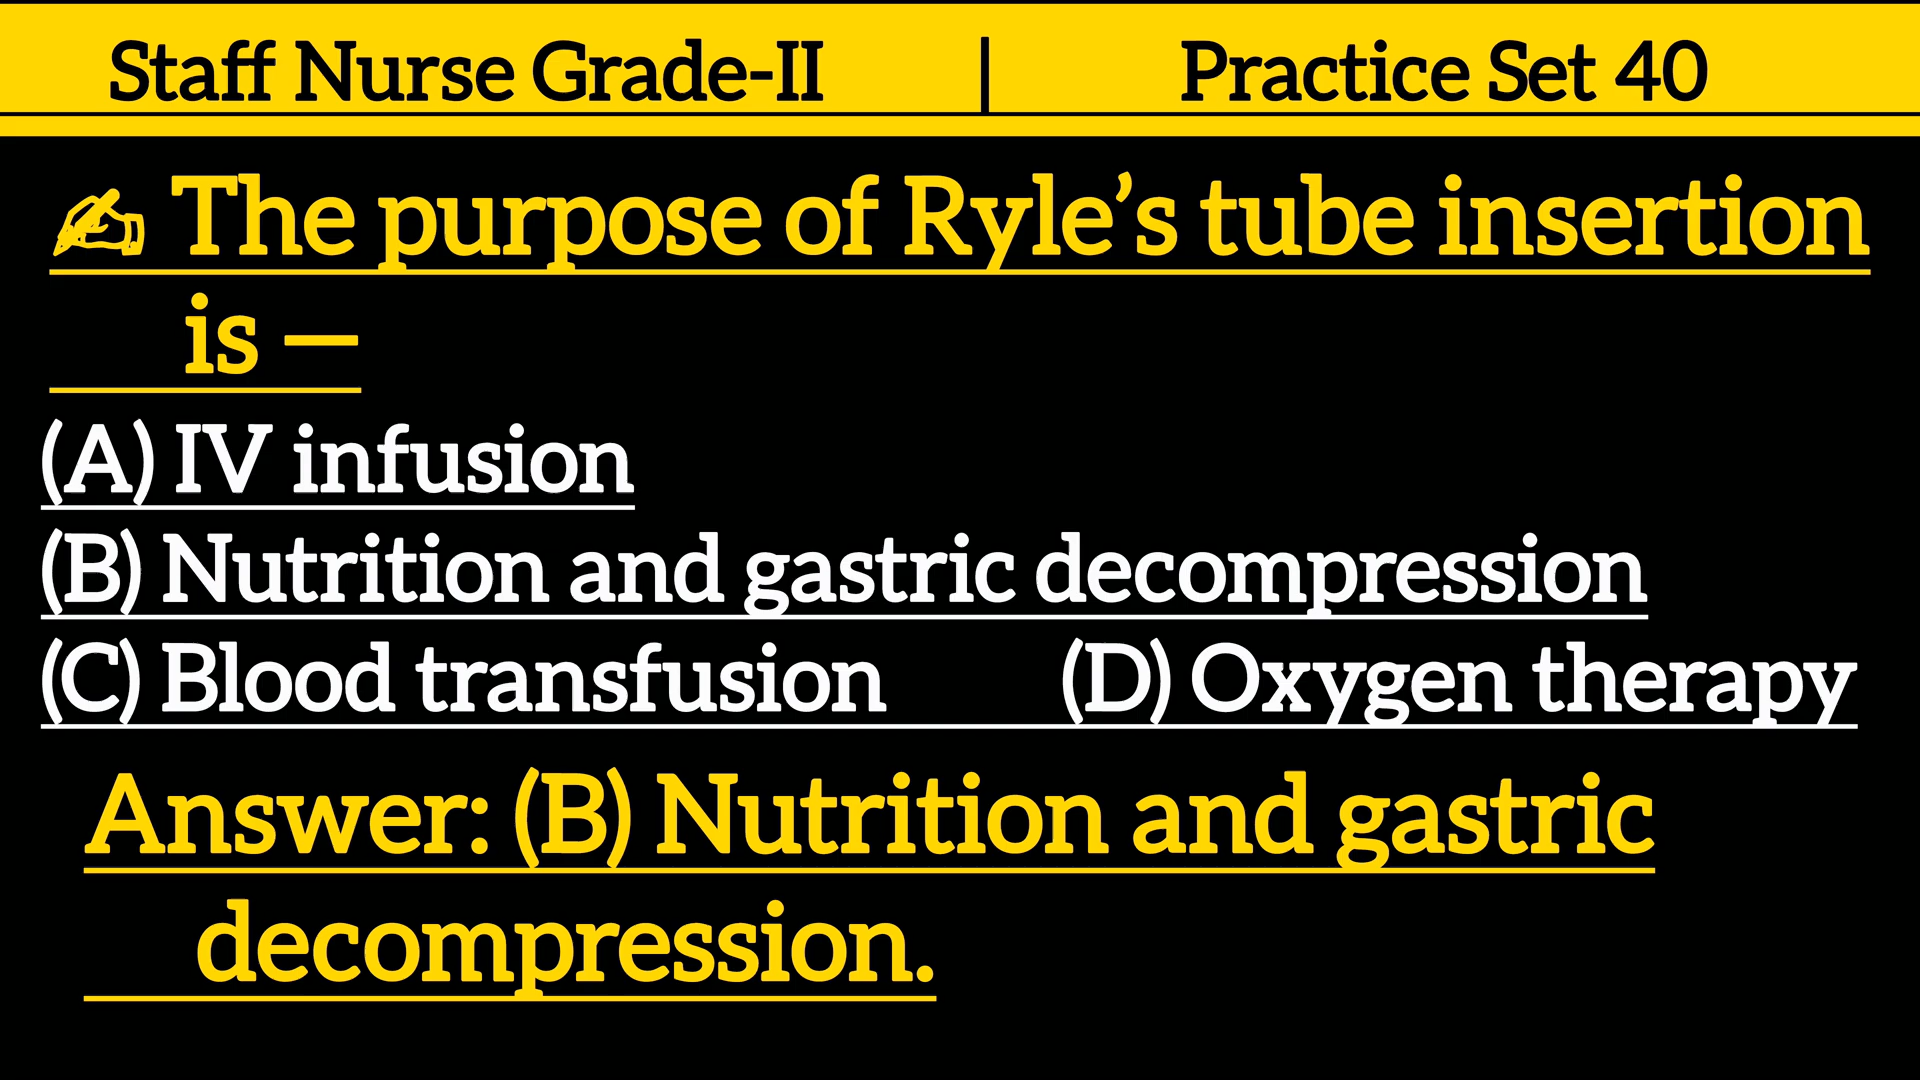 Staff Nurse Grade-II | Practice Set 40
✍ The purpose of Ryle’s tube insertion
is —
(A) IV infusion
(B) Nutrition and gastric decompression
(C) Blood transfusion (D) Oxygen therapy
Answer: (B) Nutrition and gastric
decompression.